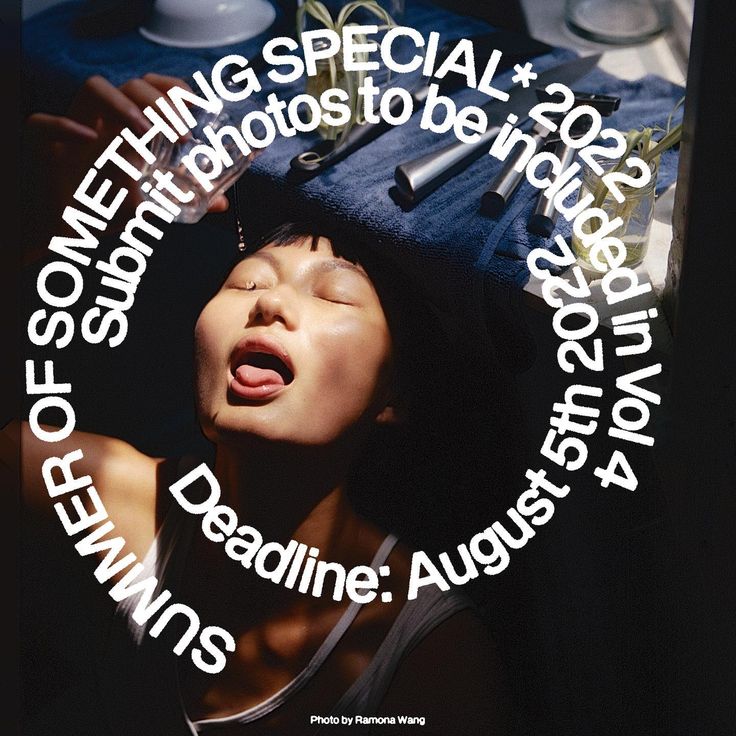 SUMMER OF SOMETHING SPECIAL* 2022
Submit photos to be included in Vol 4
Deadline: August 5th 2022
Photo by Ramona Wang